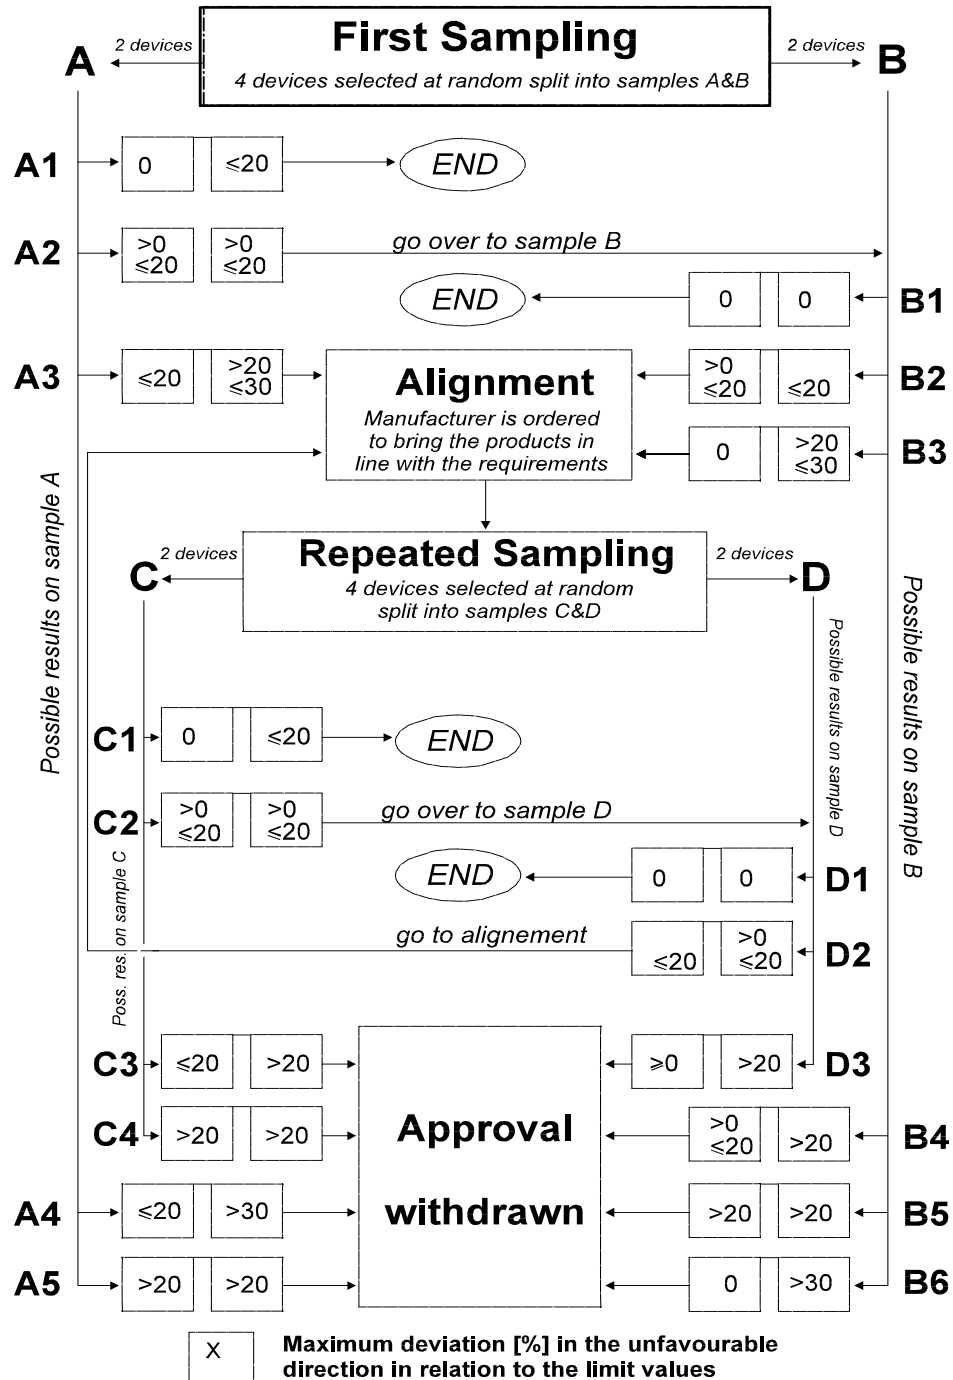 First Sampling
4 devices selected at random split into samples A&B
A
2 devices
2 devices
B
A1
0
≤20
END
A2
>0
≤20
>0
≤20
go over to sample B
END
0
0
B1
A3
≤20
>20
≤30
Alignment
Manufacturer is ordered
to bring the products in
line with the requirements
>0
≤20
≤20
B2
0
>20
≤30
B3
Possible results on sample A
Repeated Sampling
4 devices selected at random
split into samples C&D
C
2 devices
2 devices
D
Possible results on sample D
Possible results on sample B
C1
0
≤20
END
C2
>0
≤20
>0
≤20
go over to sample D
Poss. res. on sample C
END
0
0
D1
go to alignement
≤20
>0
≤20
D2
C3
≤20
>20
Approval
withdrawn
≥0
>20
D3
C4
>20
>20
>0
≤20
>20
B4
A4
≤20
>30
>20
>20
B5
A5
>20
>20
0
>30
B6
X
Maximum deviation [%] in the unfavourable
direction in relation to the limit values